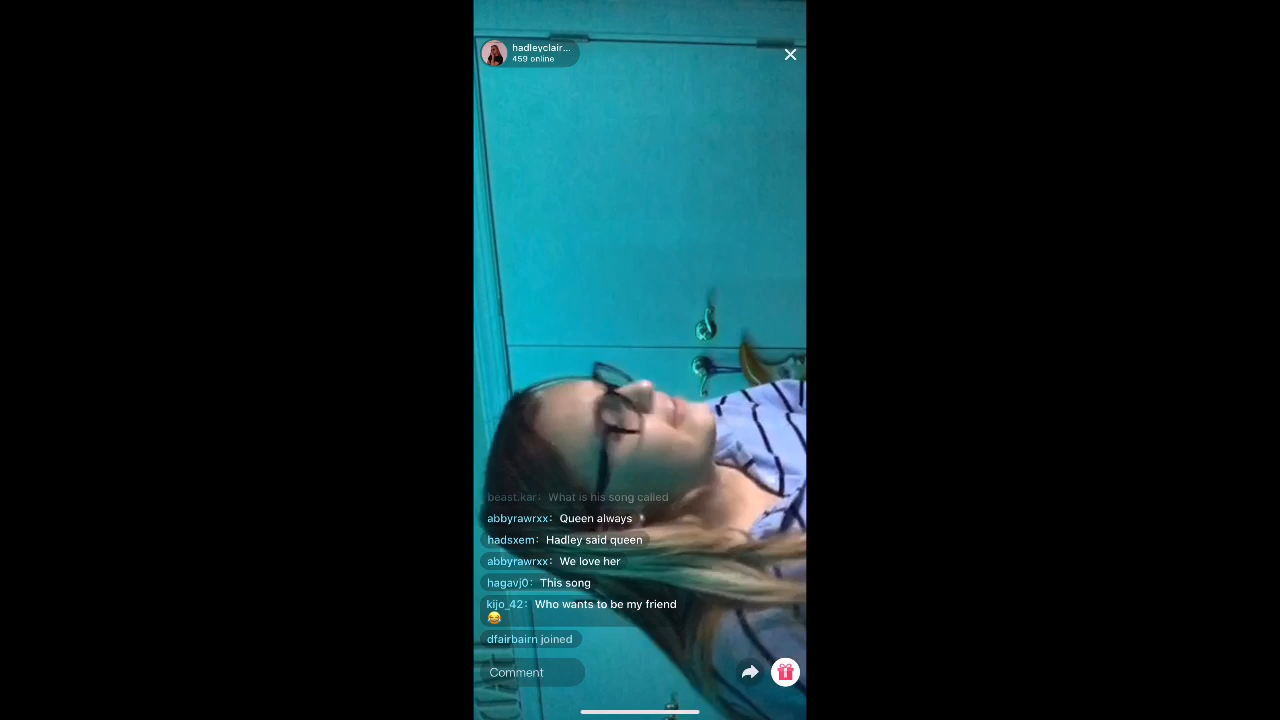 hadleyclair...
459 online
beast.kar: What is his song called
abbyrawrxx: Queen always
hadsxem: Hadley said queen
abbyrawrxx: We love her
hagavj0: This song
kijo_42: Who wants to be my friend
😂
dfairbairn joined
Comment